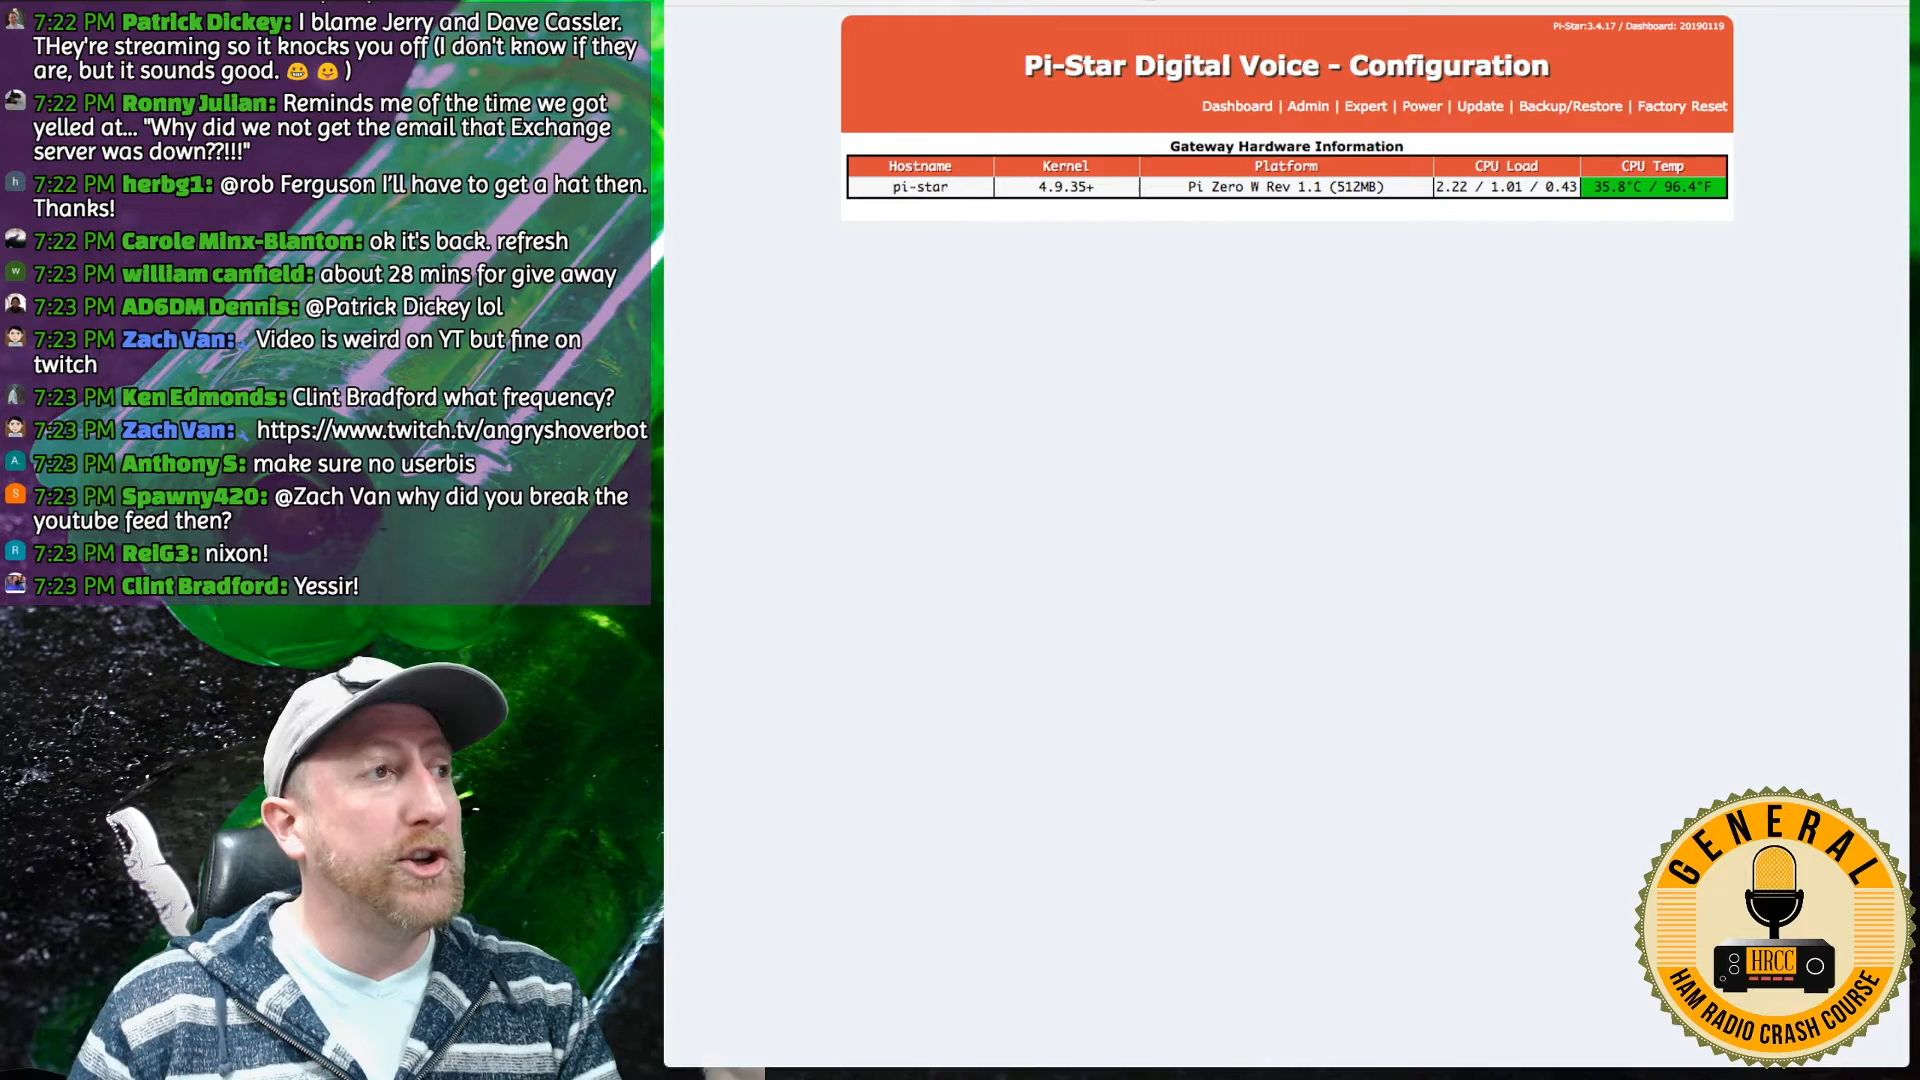 7:22 PM Patrick Dickey: I blame Jerry and Dave Cassler.
THey're streaming so it knocks you off (I don't know if they
are, but it sounds good. 😀 🙂 )
7:22 PM Ronny Julian: Reminds me of the time we got
yelled at... "Why did we not get the email that Exchange
server was down??!!!"
h 7:22 PM herbg1: @rob Ferguson I'll have to get a hat then.
Thanks!
7:22 PM Carole Minx-Blanton: ok it's back. refresh
w 7:23 PM william canfield: about 28 mins for give away
7:23 PM AD6DM Dennis: @Patrick Dickey lol
7:23 PM Zach Van: Video is weird on YT but fine on
twitch
7:23 PM Ken Edmonds: Clint Bradford what frequency?
7:23 PM Zach Van: https://www.twitch.tv/angryshoverbot
A 7:23 PM Anthony S: make sure no userbis
S 7:23 PM Spawny420: @Zach Van why did you break the
youtube feed then?
R 7:23 PM ReiG3: nixon!
7:23 PM Clint Bradford: Yessir!
Pi-Star:3.4.17 / Dashboard: 20190119
Pi-Star Digital Voice - Configuration
Dashboard | Admin | Expert | Power | Update | Backup/Restore | Factory Reset
Gateway Hardware Information
Hostname Kernel Platform CPU Load CPU Temp
pi-star 4.9.35+ Pi Zero W Rev 1.1 (512MB) 2.22 / 1.01 / 0.43 35.8°C / 96.4°F
GENERAL
HRCC
HAM RADIO CRASH COURSE